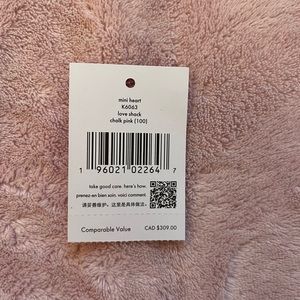 mini heart
K6063
love shack
chalk pink (100)
1 96021 02264 7
take good care. here's how.
prenez-en bien soin. voici comment.
请妥善维护。这里是具体做法。
Comparable Value CAD $309.00